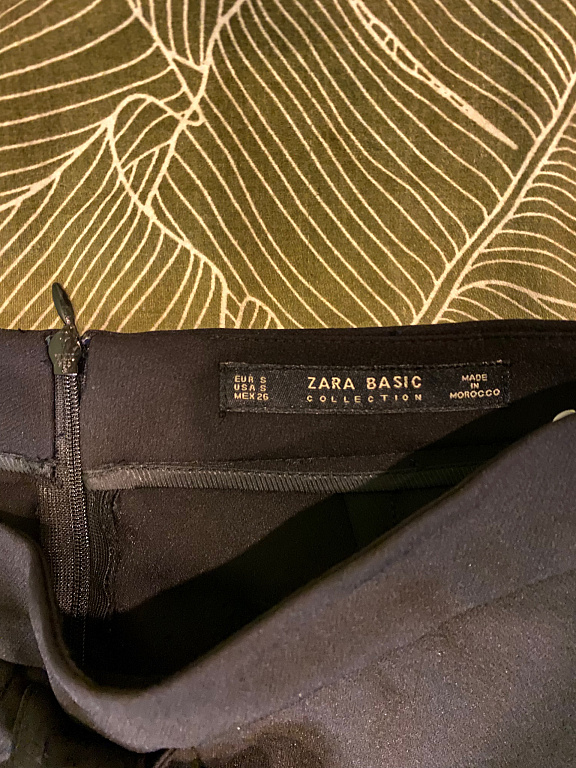 EUR S
USA S
MEX 26
ZARA BASIC
COLLECTION
MADE
IN
MOROCCO